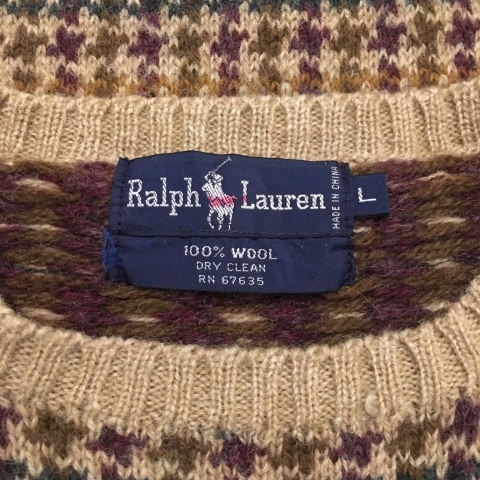 Ralph Lauren
MADE IN CHINA
L
100% WOOL
DRY CLEAN
RN 67635